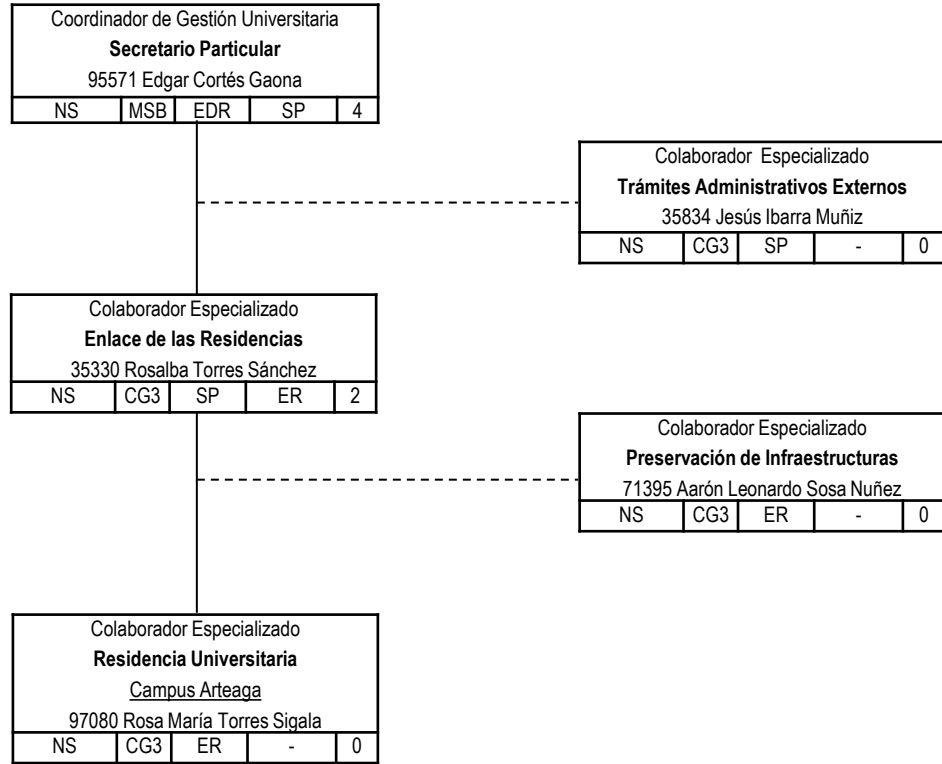 Coordinador de Gestión Universitaria
Secretario Particular
95571 Edgar Cortés Gaona
NS MSB EDR SP 4
Colaborador Especializado
Trámites Administrativos Externos
35834 Jesús Ibarra Muñiz
NS CG3 SP - 0
Colaborador Especializado
Enlace de las Residencias
35330 Rosalba Torres Sánchez
NS CG3 SP ER 2
Colaborador Especializado
Preservación de Infraestructuras
71395 Aarón Leonardo Sosa Nuñez
NS CG3 ER - 0
Colaborador Especializado
Residencia Universitaria
Campus Arteaga
97080 Rosa María Torres Sigala
NS CG3 ER - 0